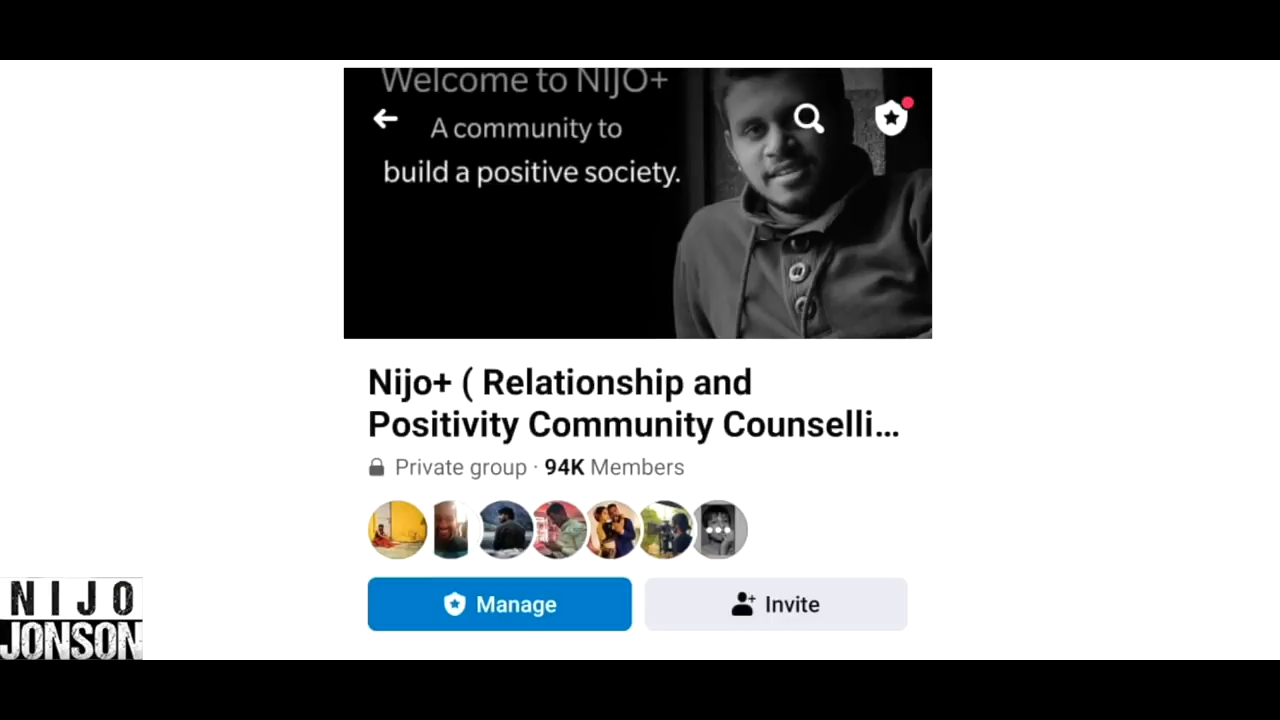 Welcome to NIJO+
A community to
build a positive society.
Nijo+ ( Relationship and
Positivity Community Counselli...
Private group · 94K Members
Manage
Invite
NIJO
JONSON